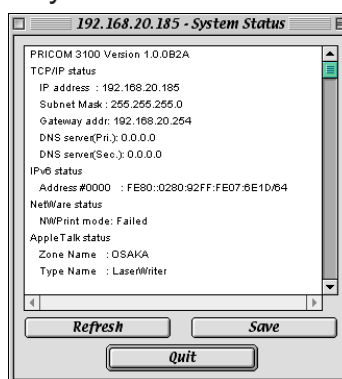 192.168.20.185 - System Status
PRICOM 3100 Version 1.0.0B2A
TCP/IP status
IP address : 192.168.20.185
Subnet Mask : 255.255.255.0
Gateway addr: 192.168.20.254
DNS server(Pri.): 0.0.0.0
DNS server(Sec.): 0.0.0.0
IPv6 status
Address#0000 : FE80::0280:92FF:FE07:6E1D/64
NetWare status
NWPrint mode: Failed
AppleTalk status
Zone Name : OSAKA
Type Name : LaserWriter
Refresh Save
Quit